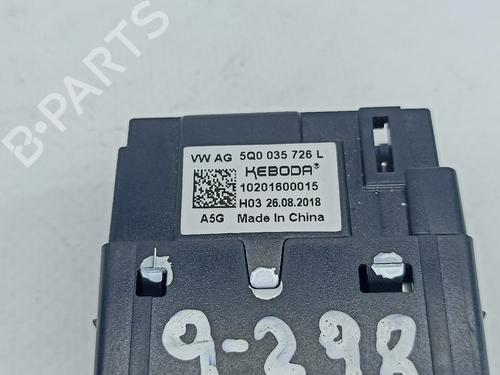 VW AG 5Q0 035 726 L
KEBODA®
10201600015
H03 26.08.2018
A5G Made In China
9-298
B-Parts